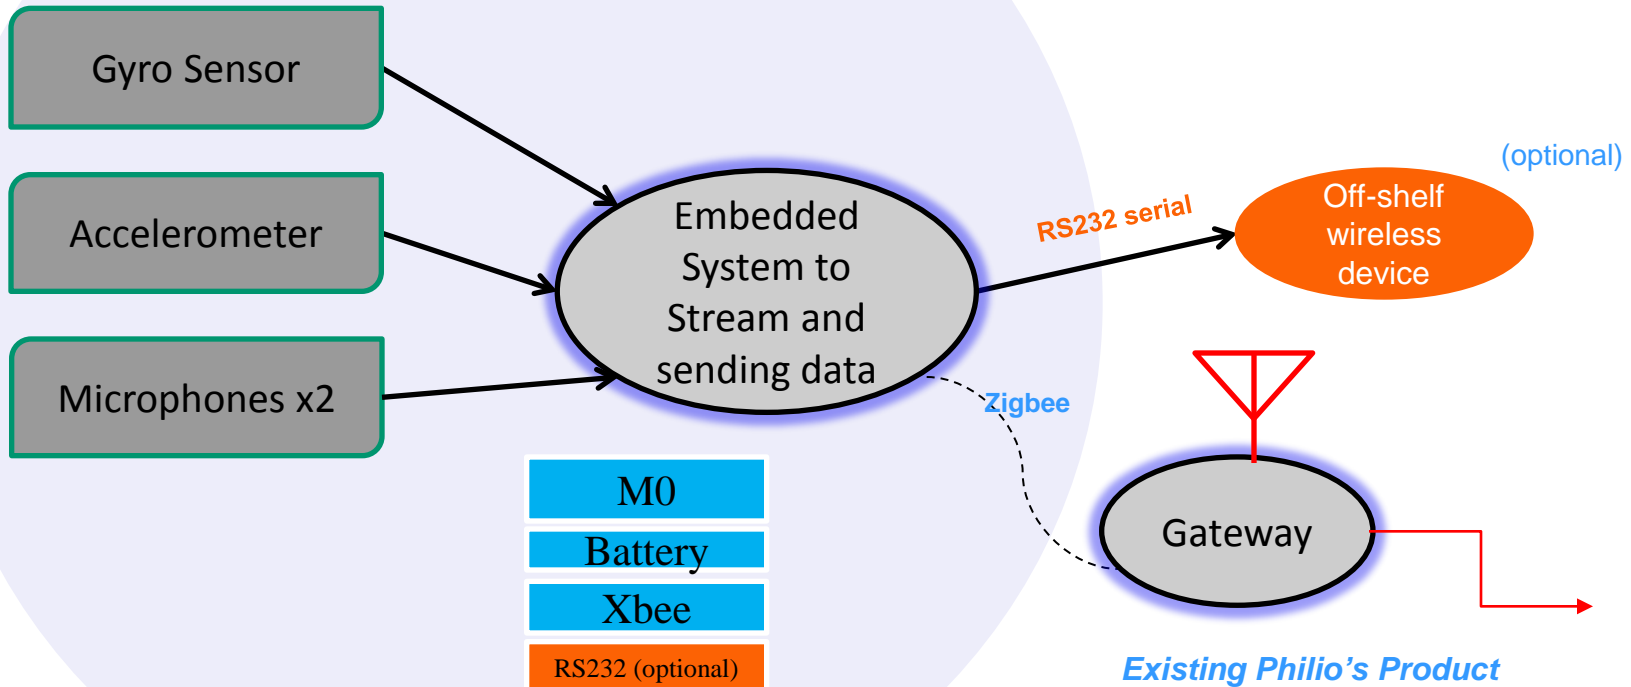 Gyro Sensor
Accelerometer
Microphones x2
Embedded
System to
Stream and
sending data
RS232 serial
(optional)
Off-shelf
wireless
device
Zigbee
Gateway
M0
Battery
Xbee
RS232 (optional)
Existing Philio's Product